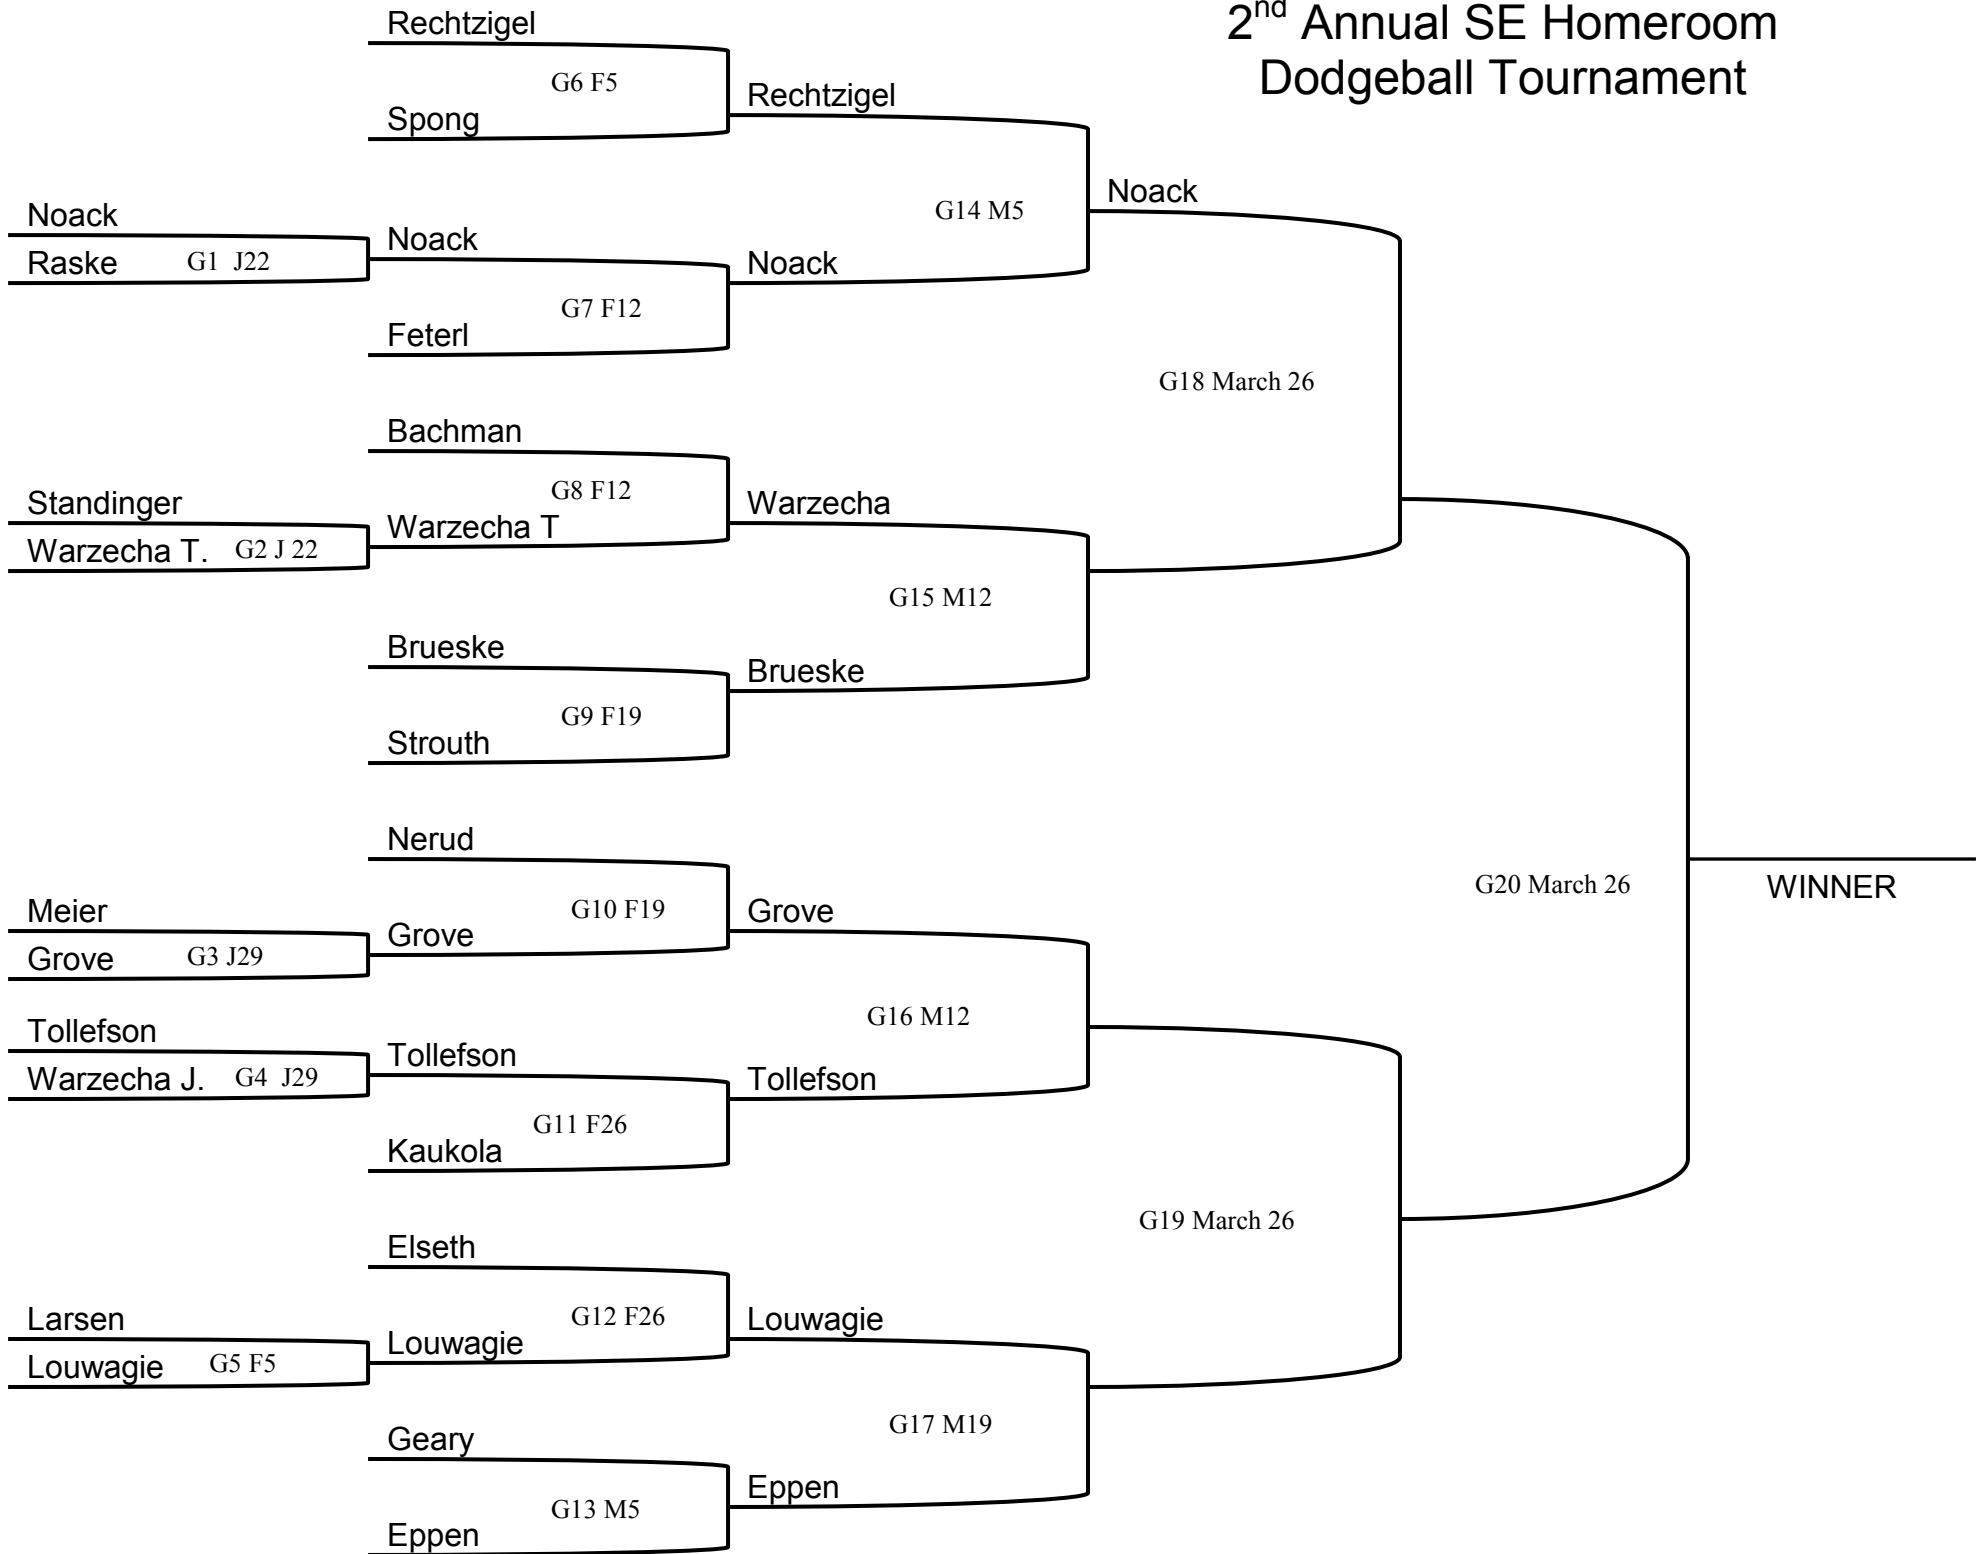 2nd Annual SE Homeroom
Dodgeball Tournament
Rechtzigel
G6 F5
Spong
Rechtzigel
Noack
Raske G1 J22
Noack
G7 F12
Feterl
Noack
G14 M5
Noack
G18 March 26
Bachman
G8 F12
Standinger
Warzecha T. G2 J 22
Warzecha T
Warzecha
G15 M12
Brueske
G9 F19
Strouth
Brueske
Nerud
G10 F19
Meier
Grove G3 J29
Grove
Grove
G16 M12
Tollefson
Warzecha J. G4 J29
Tollefson
G11 F26
Kaukola
Tollefson
G20 March 26
WINNER
G19 March 26
Elseth
G12 F26
Larsen
Louwagie G5 F5
Louwagie
Louwagie
G17 M19
Geary
G13 M5
Eppen
Eppen